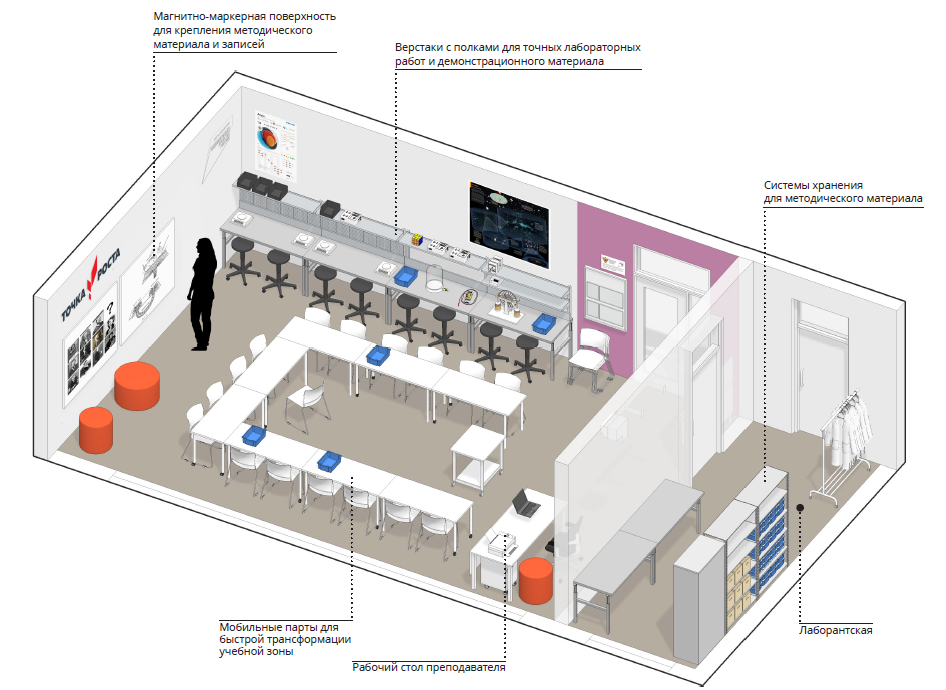 Магнитно-маркерная поверхность
для крепления методического
материала и записей
Верстаки с полками для точных лабораторных
работ и демонстрационного материала
Системы хранения
для методического материала
ТОЧКА РОСТА
?
Мобильные парты для
быстрой трансформации
учебной зоны
Рабочий стол преподавателя
Лаборантская